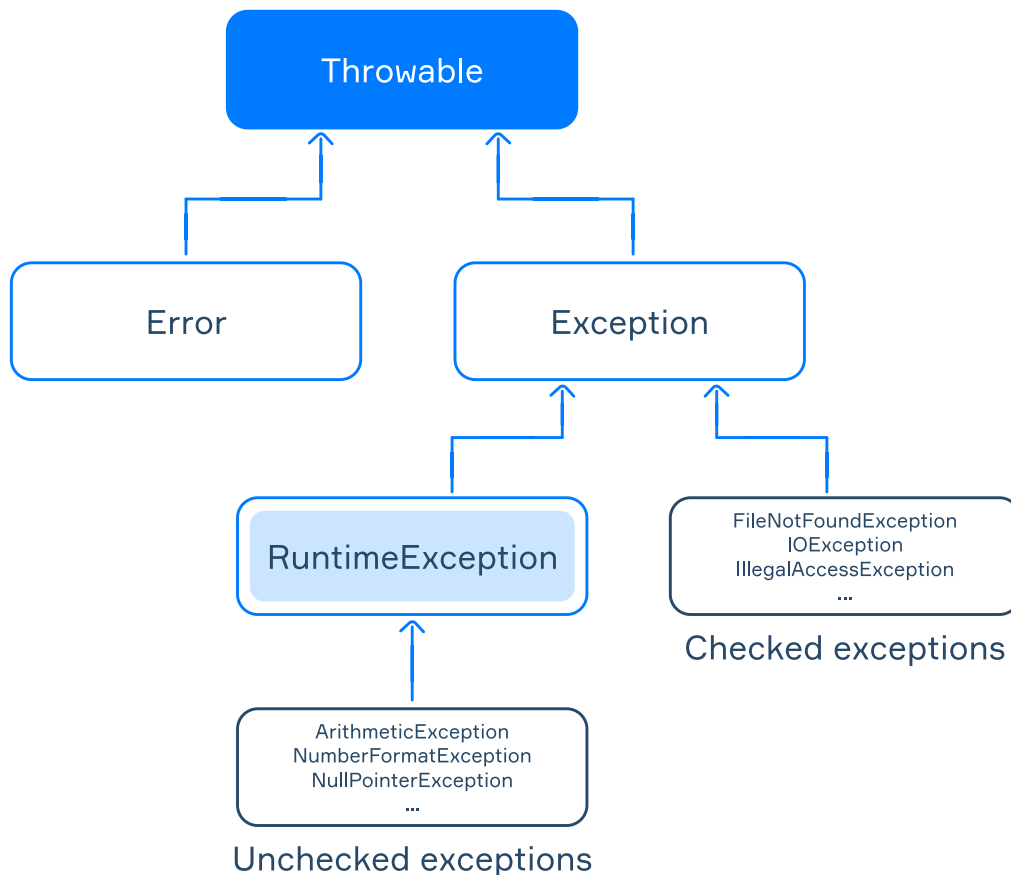 Throwable
Error
Exception
RuntimeException
FileNotFoundException
IOException
IllegalAccessException
...
Checked exceptions
ArithmeticException
NumberFormatException
NullPointerException
...
Unchecked exceptions